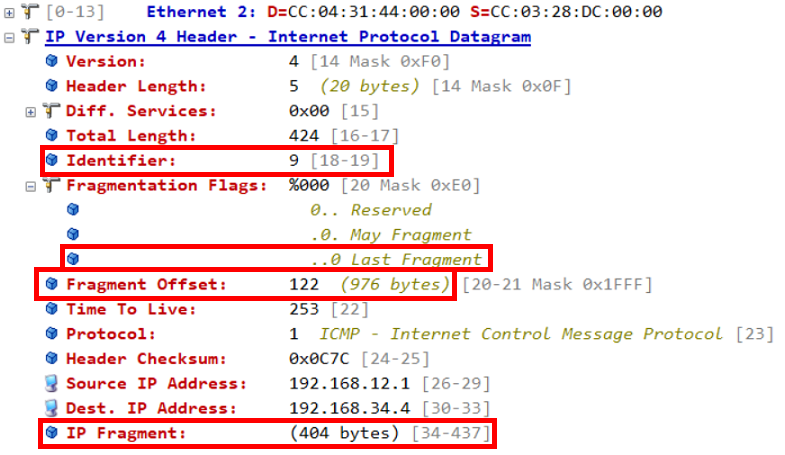 [0-13] Ethernet 2: D=CC:04:31:44:00:00 S=CC:03:28:DC:00:00
IP Version 4 Header - Internet Protocol Datagram
Version: 4 [14 Mask 0xF0]
Header Length: 5 (20 bytes) [14 Mask 0x0F]
Diff. Services: 0x00 [15]
Total Length: 424 [16-17]
Identifier: 9 [18-19]
Fragmentation Flags: %000 [20 Mask 0xE0]
0.. Reserved
.0. May Fragment
..0 Last Fragment
Fragment Offset: 122 (976 bytes) [20-21 Mask 0x1FFF]
Time To Live: 253 [22]
Protocol: 1 ICMP - Internet Control Message Protocol [23]
Header Checksum: 0x0C7C [24-25]
Source IP Address: 192.168.12.1 [26-29]
Dest. IP Address: 192.168.34.4 [30-33]
IP Fragment: (404 bytes) [34-437]